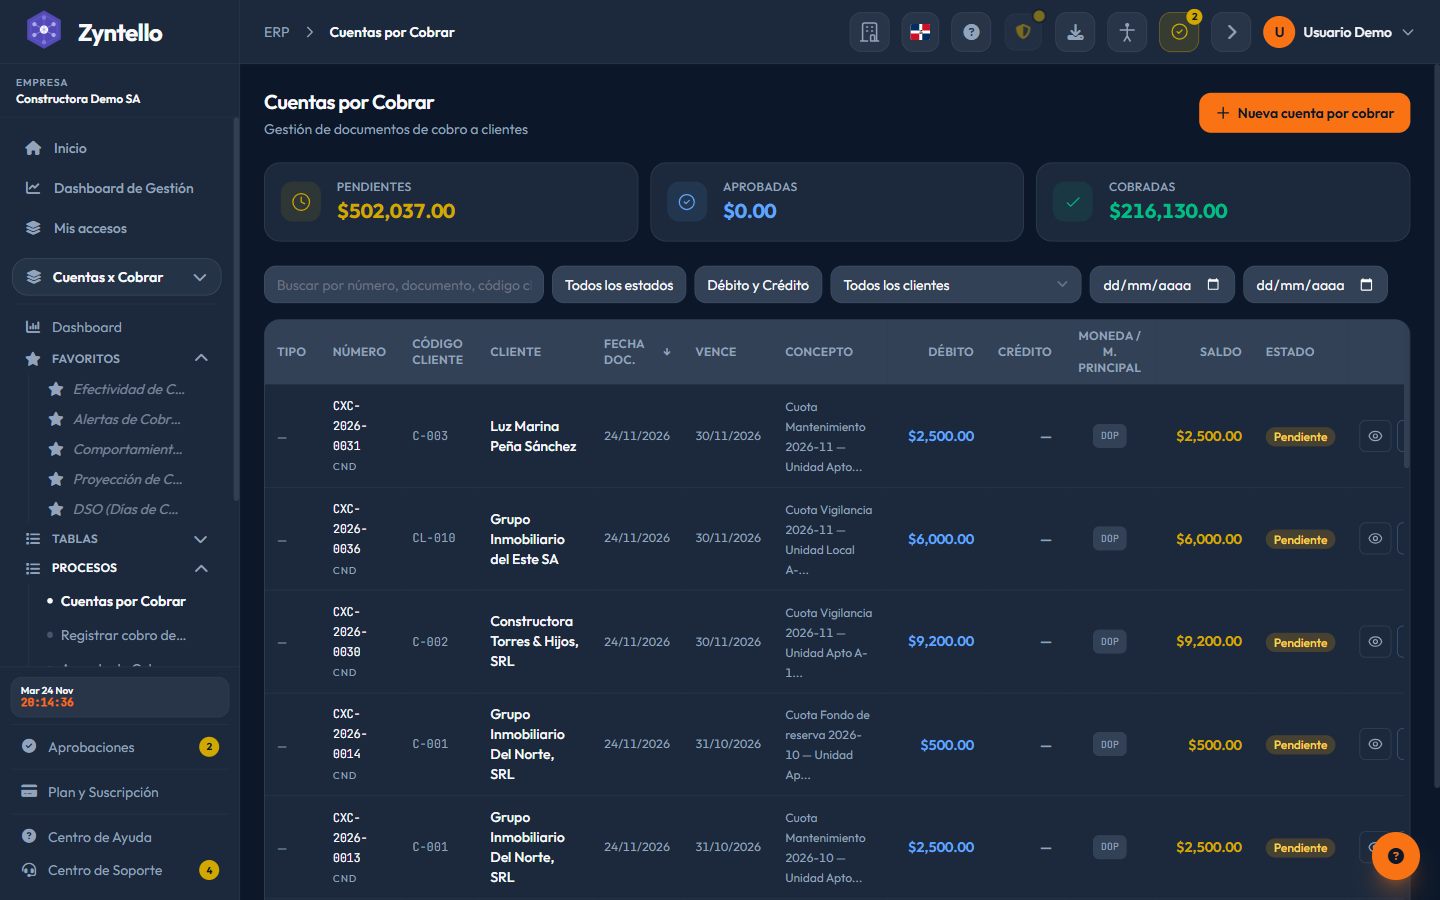 Zyntello
ERP > Cuentas por Cobrar
2
U Usuario Demo
EMPRESA
Constructora Demo SA
Inicio
Dashboard de Gestión
Mis accesos
Cuentas x Cobrar
Dashboard
FAVORITOS
Efectividad de C...
Alertas de Cobr...
Comportamient...
Proyección de C...
DSO (Días de C...
TABLAS
PROCESOS
Cuentas por Cobrar
Registrar cobro de...
Mar 24 Nov
20:14:36
Aprobaciones 2
Plan y Suscripción
Centro de Ayuda
Centro de Soporte 4
Cuentas por Cobrar
Gestión de documentos de cobro a clientes
+ Nueva cuenta por cobrar
PENDIENTES
$502,037.00
APROBADAS
$0.00
COBRADAS
$216,130.00
Buscar por número, documento, código cl
Todos los estados
Débito y Crédito
Todos los clientes
dd/mm/aaaa
dd/mm/aaaa
TIPO
NÚMERO
CÓDIGO
CLIENTE
CLIENTE
FECHA
DOC. ↓
VENCE
CONCEPTO
DÉBITO
CRÉDITO
MONEDA /
M.
PRINCIPAL
SALDO
ESTADO
—
CXC-
2026-
0031
CND
C-003
Luz Marina
Peña Sánchez
24/11/2026
30/11/2026
Cuota
Mantenimiento
2026-11 —
Unidad Apto...
$2,500.00
—
DOP
$2,500.00
Pendiente
—
CXC-
2026-
0036
CND
CL-010
Grupo
Inmobiliario
del Este SA
24/11/2026
30/11/2026
Cuota Vigilancia
2026-11 —
Unidad Local
A-...
$6,000.00
—
DOP
$6,000.00
Pendiente
—
CXC-
2026-
0030
CND
C-002
Constructora
Torres & Hijos,
SRL
24/11/2026
30/11/2026
Cuota Vigilancia
2026-11 —
Unidad Apto A-
1...
$9,200.00
—
DOP
$9,200.00
Pendiente
—
CXC-
2026-
0014
CND
C-001
Grupo
Inmobiliario
Del Norte,
SRL
24/11/2026
31/10/2026
Cuota Fondo de
reserva 2026-
10 — Unidad
Ap...
$500.00
—
DOP
$500.00
Pendiente
—
CXC-
2026-
0013
CND
C-001
Grupo
Inmobiliario
Del Norte,
SRL
24/11/2026
31/10/2026
Cuota
Mantenimiento
2026-10 —
Unidad Apto...
$2,500.00
—
DOP
$2,500.00
Pendiente